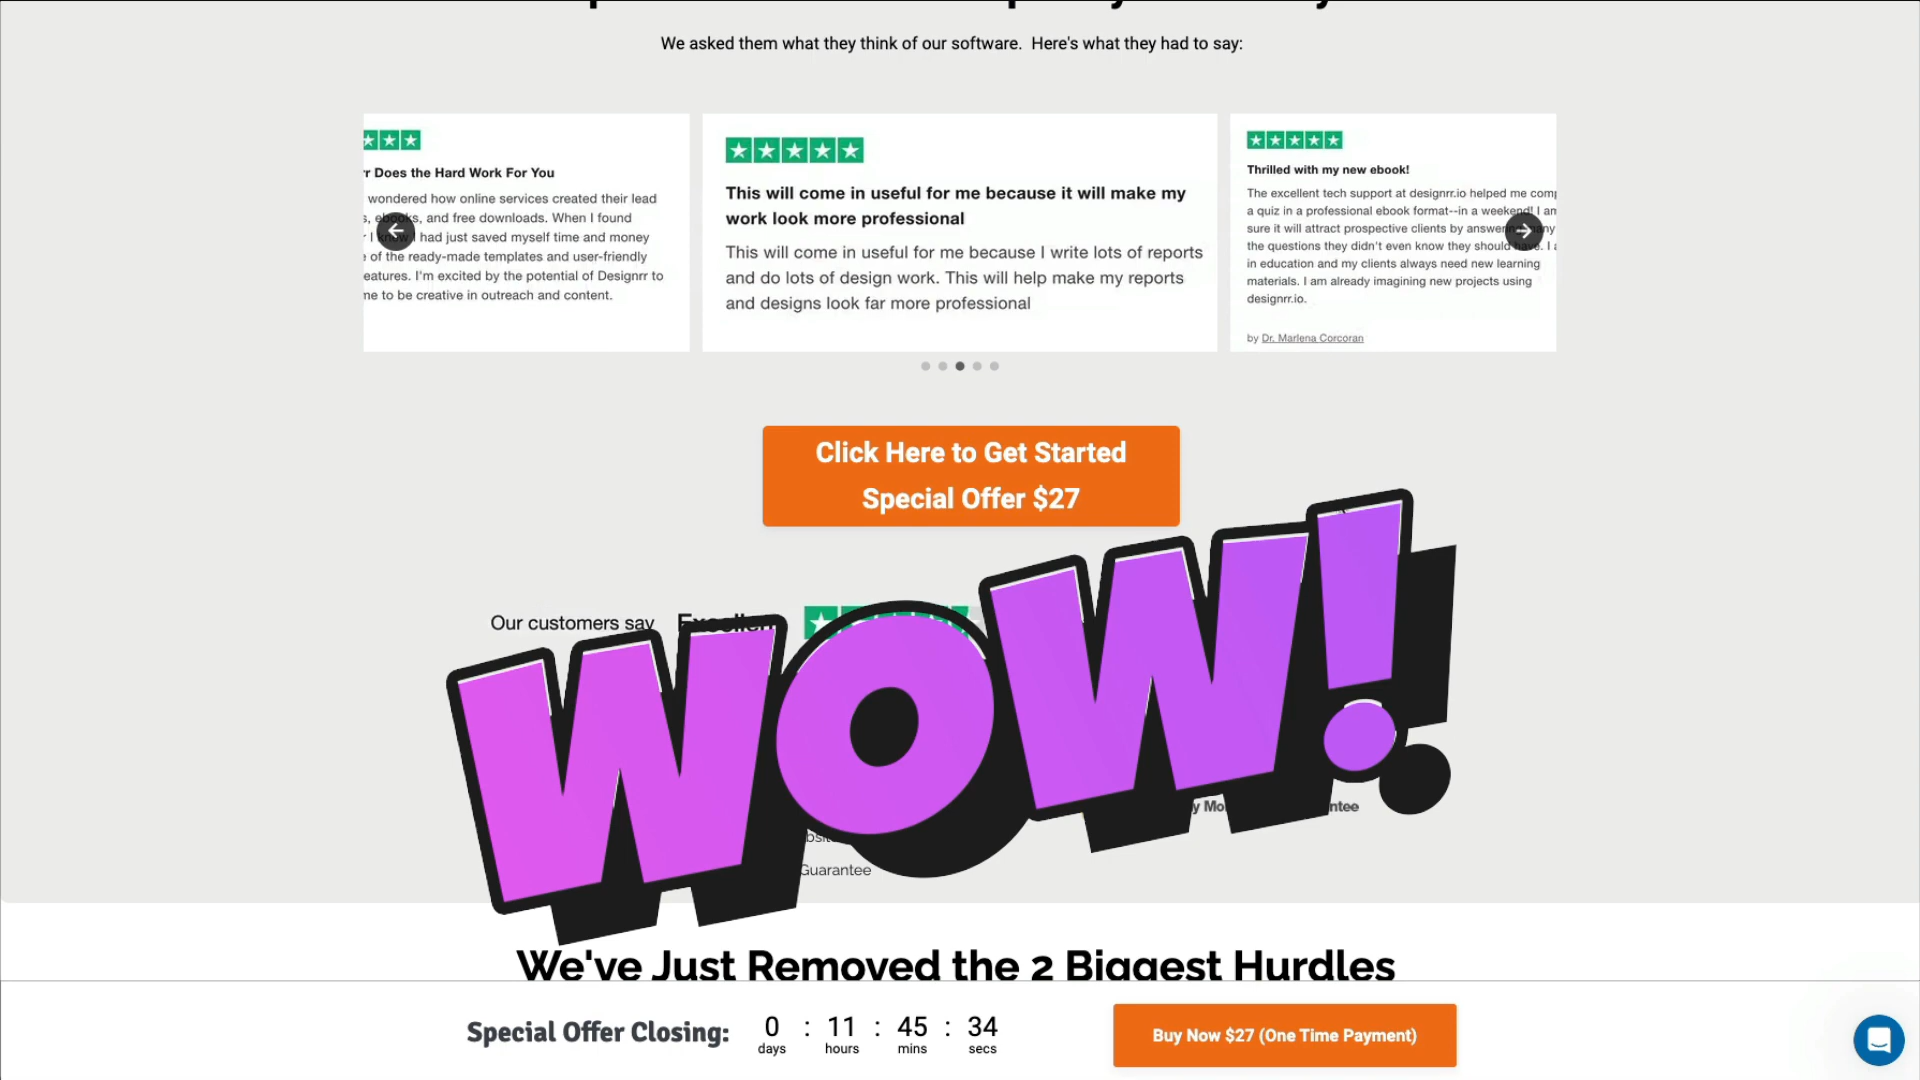 We asked them what they think of our software. Here's what they had to say:
r Does the Hard Work For You
wondered how online services created their lead
s, ebooks, and free downloads. When I found
I know I had just saved myself time and money
of the ready-made templates and user-friendly
eatures. I'm excited by the potential of Designrr to
me to be creative in outreach and content.
This will come in useful for me because it will make my
work look more professional
This will come in useful for me because I write lots of reports
and do lots of design work. This will help make my reports
and designs look far more professional
Thrilled with my new ebook!
The excellent tech support at designrr.io helped me comp
a quiz in a professional ebook format--in a weekend! I am
sure it will attract prospective clients by answering many
the questions they didn't even know they should have. I a
in education and my clients always need new learning
materials. I am already imagining new projects using
designrr.io.
by Dr. Marlena Corcoran
Click Here to Get Started
Special Offer $27
Our customers say Excellen
WOW!
y Mo ntee
Guarantee
We've Just Removed the 2 Biggest Hurdles
Special Offer Closing:
0 : 11 : 45 : 34
days hours mins secs
Buy Now $27 (One Time Payment)